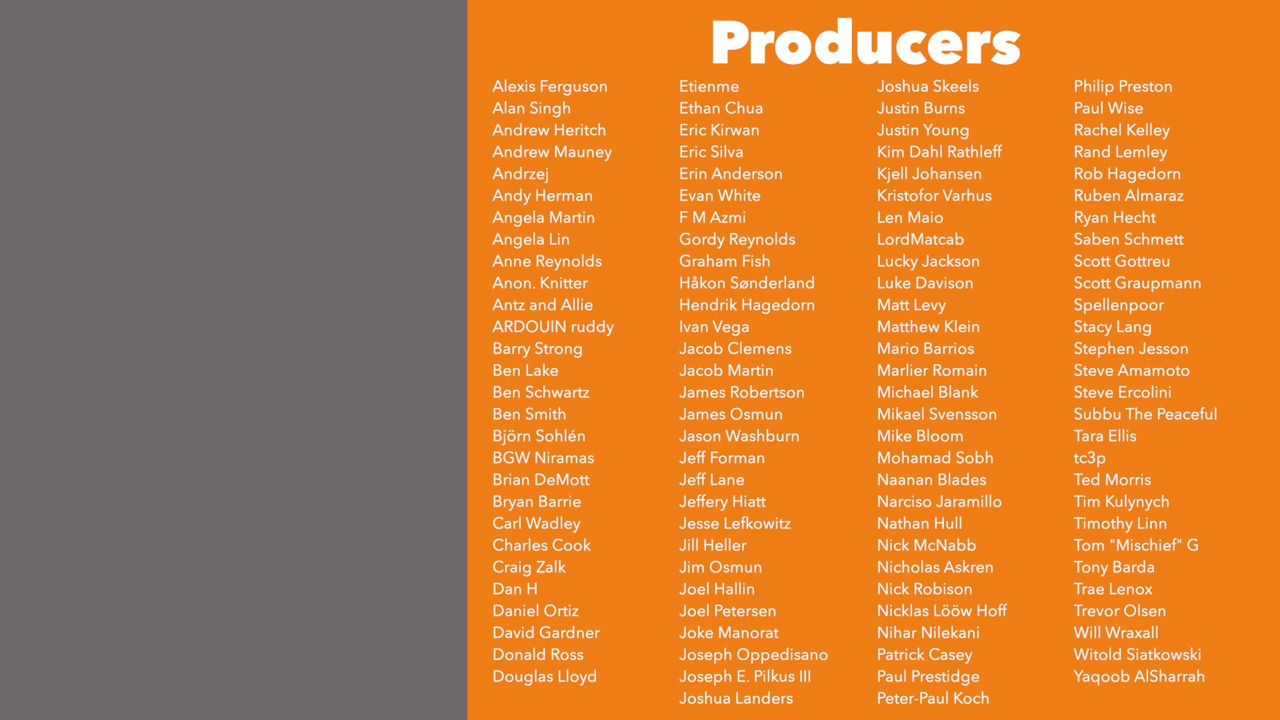 Producers
Alexis Ferguson
Alan Singh
Andrew Heritch
Andrew Mauney
Andrzej
Andy Herman
Angela Martin
Angela Lin
Anne Reynolds
Anon. Knitter
Antz and Allie
ARDOUIN ruddy
Barry Strong
Ben Lake
Ben Schwartz
Ben Smith
Björn Sohlén
BGW Niramas
Brian DeMott
Bryan Barrie
Carl Wadley
Charles Cook
Craig Zalk
Dan H
Daniel Ortiz
David Gardner
Donald Ross
Douglas Lloyd
Etienme
Ethan Chua
Eric Kirwan
Eric Silva
Erin Anderson
Evan White
F M Azmi
Gordy Reynolds
Graham Fish
Håkon Sønderland
Hendrik Hagedorn
Ivan Vega
Jacob Clemens
Jacob Martin
James Robertson
James Osmun
Jason Washburn
Jeff Forman
Jeff Lane
Jeffery Hiatt
Jesse Lefkowitz
Jill Heller
Jim Osmun
Joel Hallin
Joel Petersen
Joke Manorat
Joseph Oppedisano
Joseph E. Pilkus III
Joshua Landers
Joshua Skeels
Justin Burns
Justin Young
Kim Dahl Rathleff
Kjell Johansen
Kristofor Varhus
Len Maio
LordMatcab
Lucky Jackson
Luke Davison
Matt Levy
Matthew Klein
Mario Barrios
Marlier Romain
Michael Blank
Mikael Svensson
Mike Bloom
Mohamad Sobh
Naanan Blades
Narciso Jaramillo
Nathan Hull
Nick McNabb
Nicholas Askren
Nick Robison
Nicklas Lööw Hoff
Nihar Nilekani
Patrick Casey
Paul Prestidge
Peter-Paul Koch
Philip Preston
Paul Wise
Rachel Kelley
Rand Lemley
Rob Hagedorn
Ruben Almaraz
Ryan Hecht
Saben Schmett
Scott Gottreu
Scott Graupmann
Spellenpoor
Stacy Lang
Stephen Jesson
Steve Amamoto
Steve Ercolini
Subbu The Peaceful
Tara Ellis
tc3p
Ted Morris
Tim Kulynych
Timothy Linn
Tom "Mischief" G
Tony Barda
Trae Lenox
Trevor Olsen
Will Wraxall
Witold Siatkowski
Yaqoob AlSharrah